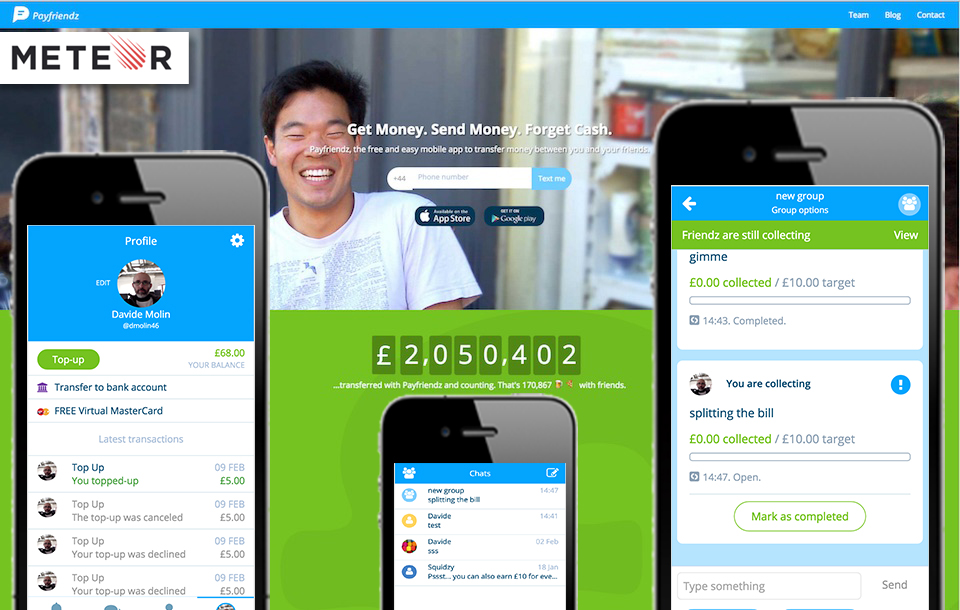 Payfriendz
Team Blog Contact
METEOR
Get Money. Send Money. Forget Cash.
Payfriendz, the free and easy mobile app to transfer money between you and your friends.
+44 Phone number Text me
Available on the
App Store
GET IT ON
Google play
£2,050,402
...transferred with Payfriendz and counting. That's 170,867 🍺 🍕 with friends.
Profile
EDIT
Davide Molin
@dmolin46
Top-up
£68.00
YOUR BALANCE
Transfer to bank account
FREE Virtual MasterCard
Latest transactions
Top Up 09 FEB
You topped-up £5.00
Top Up 09 FEB
The top-up was canceled £5.00
Top Up 09 FEB
Your top-up was declined £5.00
Top Up 09 FEB
Your top-up was declined £5.00
Chats
new group 14:47
splitting the bill
Davide 14:41
test
Davide 02 Feb
sss
Squidzy 18 Jan
Pssst... you can also earn £10 for eve...
new group
Group options
Friendz are still collecting View
gimme
£0.00 collected / £10.00 target
14:43. Completed.
You are collecting
splitting the bill
£0.00 collected / £10.00 target
14:47. Open.
Mark as completed
Type something Send